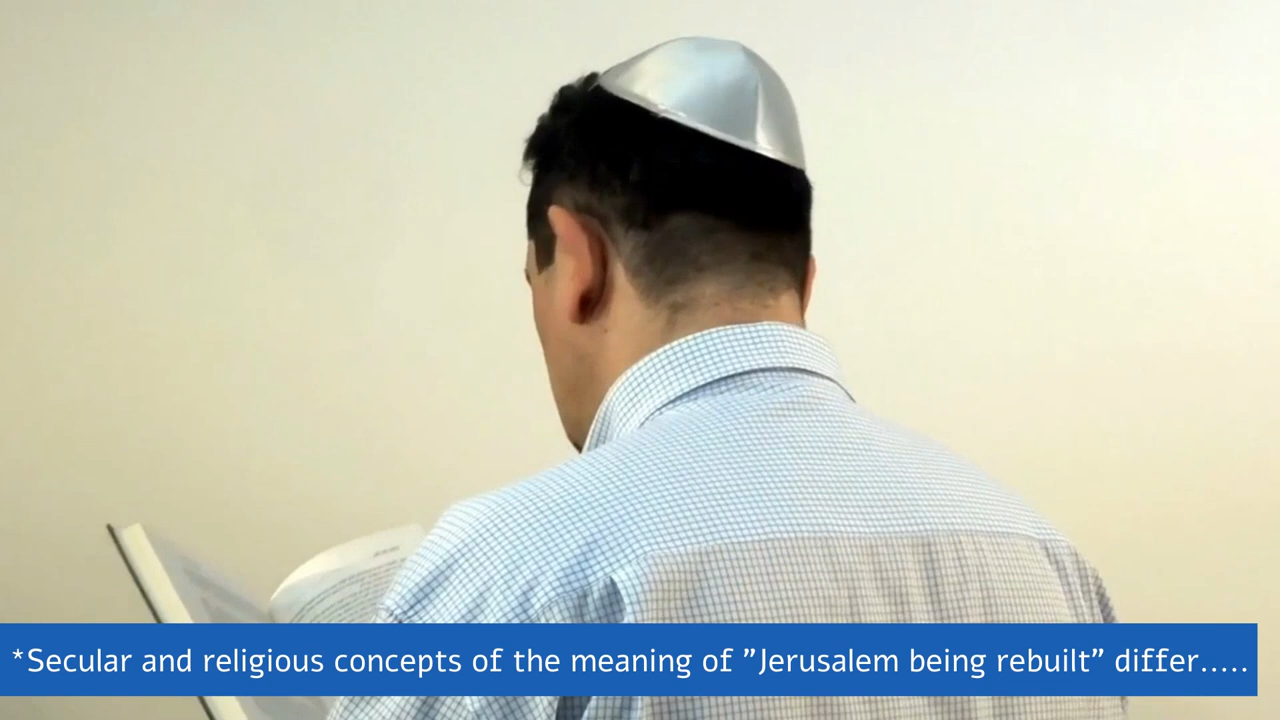 *Secular and religious concepts of the meaning of ”Jerusalem being rebuilt” differ.....